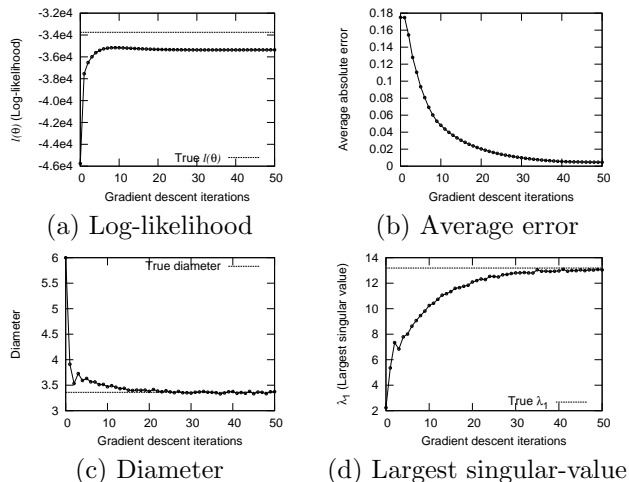 -3.2e4
-3.4e4
-3.6e4
-3.8e4
-4.0e4
-4.2e4
-4.4e4
-4.6e4
l(θ) (Log-likelihood)
True l(θ)
0 10 20 30 40 50
Gradient descent iterations
(a) Log-likelihood
0.18
0.16
0.14
0.12
0.1
0.08
0.06
0.04
0.02
0
Average absolute error
0 10 20 30 40 50
Gradient descent iterations
(b) Average error
6
5.5
5
4.5
4
3.5
3
Diameter
True diameter
0 10 20 30 40 50
Gradient descent iterations
(c) Diameter
14
12
10
8
6
4
2
λ1 (Largest singular value)
True λ1
0 10 20 30 40 50
Gradient descent iterations
(d) Largest singular-value